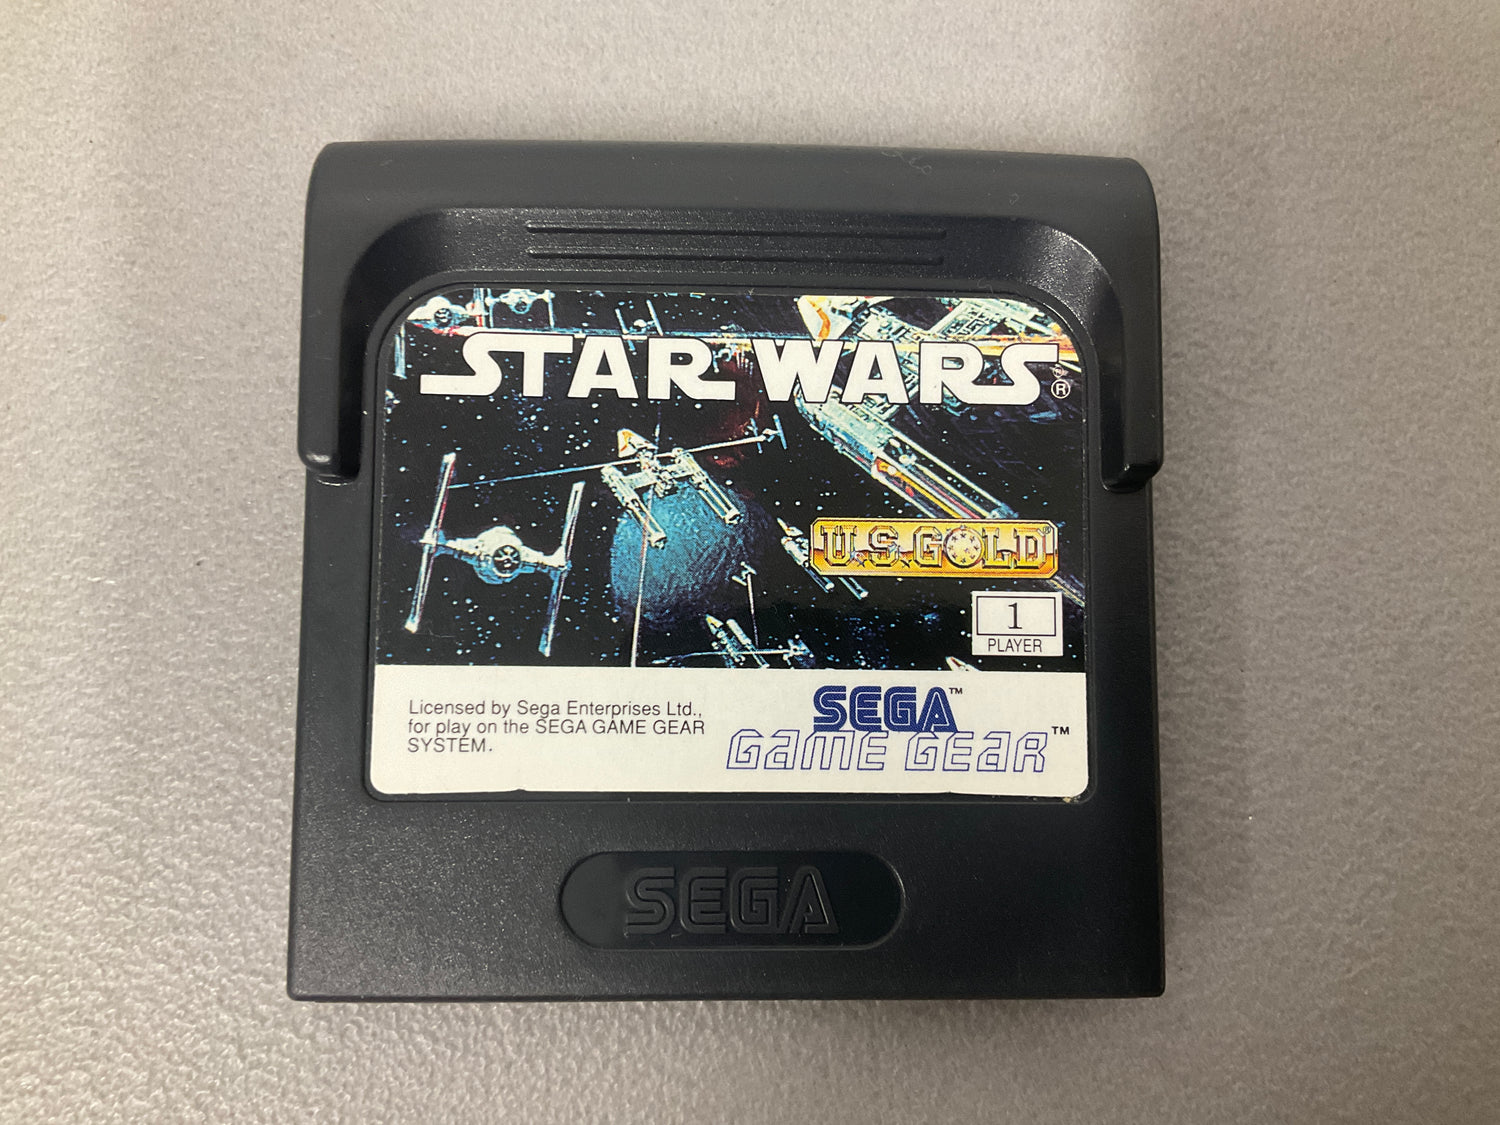 STAR WARS®
U.S.GOLD®
1
PLAYER
Licensed by Sega Enterprises Ltd.,
for play on the SEGA GAME GEAR
SYSTEM.
SEGA™
GAME GEAR™
SEGA